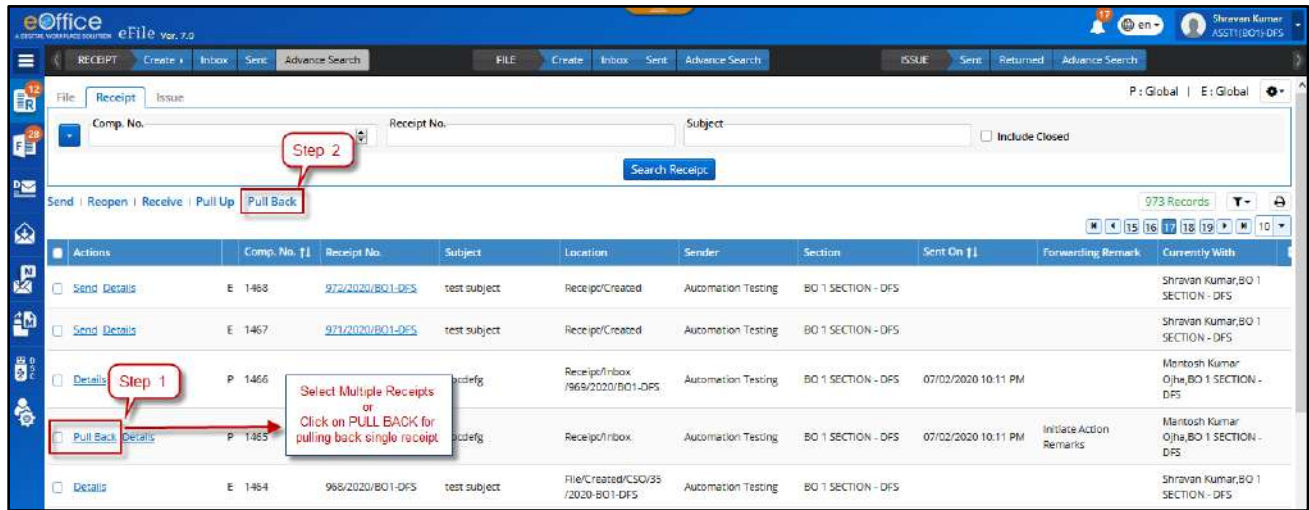 eOffice
A DIGITAL WORKPLACE SOLUTION eFile Ver. 7.0
17
en
Shravan Kumar
ASST1(BO1)-DFS
RECEIPT Create Inbox Sent Advance Search FILE Create Inbox Sent Advance Search ISSUE Sent Returned Advance Search
12
28
File Receipt Issue
P : Global | E : Global
Comp. No. Receipt No. Subject
Include Closed
Step 2
Search Receipt
Send | Reopen | Receive | Pull Up Pull Back
973 Records
15 16 17 18 19 10
Actions Comp. No. Receipt No. Subject Location Sender Section Sent On Forwarding Remark Currently With
Send Details E 1468 972/2020/BO1-DFS test subject Receipt/Created Automation Testing BO 1 SECTION - DFS Shravan Kumar,BO 1
SECTION - DFS
Send Details E 1467 971/2020/BO1-DFS test subject Receipt/Created Automation Testing BO 1 SECTION - DFS Shravan Kumar,BO 1
SECTION - DFS
Details P 1466 Receipt/Inbox
/969/2020/BO1-DFS Automation Testing BO 1 SECTION - DFS 07/02/2020 10:11 PM Mantosh Kumar
Ojha,BO 1 SECTION -
DFS
Step 1
Select Multiple Receipts
or
Click on PULL BACK for
pulling back single receipt
Pull Back Details P 1465 Receipt/Inbox Automation Testing BO 1 SECTION - DFS 07/02/2020 10:11 PM Initiate Action
Remarks Mantosh Kumar
Ojha,BO 1 SECTION -
DFS
Details E 1464 968/2020/BO1-DFS test subject File/Created/CSO/35
/2020-BO1-DFS Automation Testing BO 1 SECTION - DFS Shravan Kumar,BO 1
SECTION - DFS